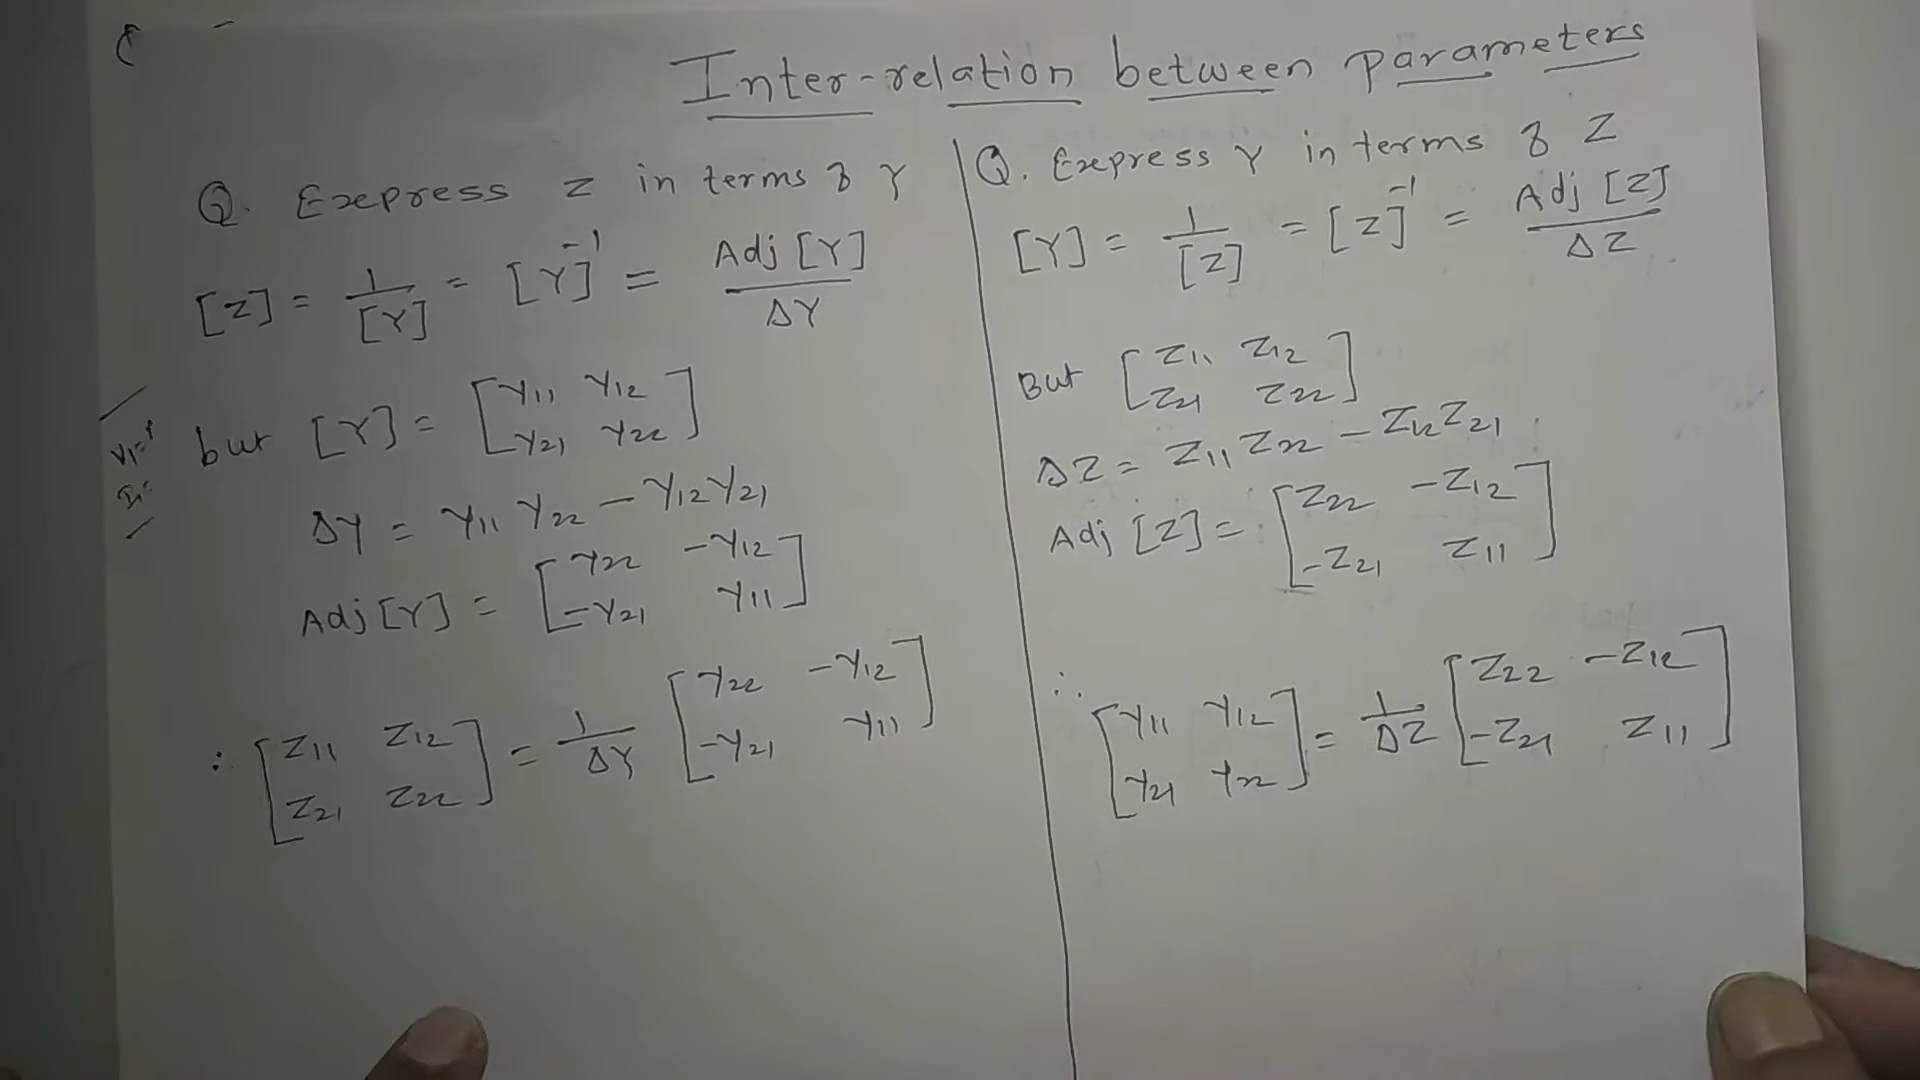 Inter-relation between parameters
Q. Express Z in terms of Y
[Z] = 1/[Y] = [Y]⁻¹ = Adj [Y]/ΔY
but [Y] = [Y11 Y12
Y21 Y22]
ΔY = Y11 Y22 - Y12 Y21
Adj [Y] = [Y22 -Y12
-Y21 Y11]
∴ [Z11 Z12
Z21 Z22] = 1/ΔY [Y22 -Y12
-Y21 Y11]
Q. Express Y in terms of Z
[Y] = 1/[Z] = [Z]⁻¹ = Adj [Z]/ΔZ
But [Z11 Z12
Z21 Z22]
ΔZ = Z11 Z22 - Z12 Z21
Adj [Z] = [Z22 -Z12
-Z21 Z11]
∴ [Y11 Y12
Y21 Y22] = 1/ΔZ [Z22 -Z12
-Z21 Z11]